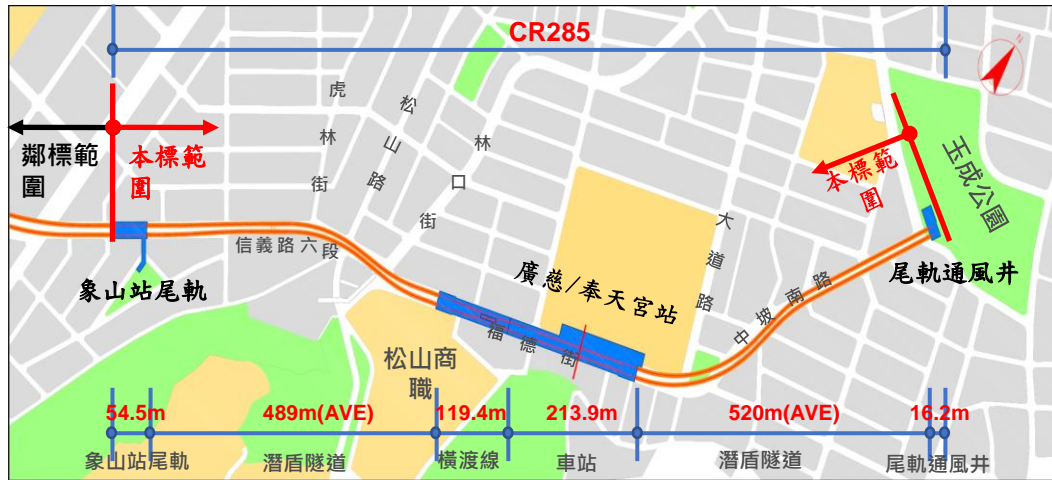 CR285
N
鄰標範
圍
本標範
圍
虎
林
街
松
山
路
林
口
街
大
道
路
本標範
圍
玉成公園
信義路六段
象山站尾軌
廣慈/奉天宮站
尾軌通風井
中坡南路
福德街
松山商
職
54.5m
489m(AVE)
119.4m
213.9m
520m(AVE)
16.2m
象山站尾軌
潛盾隧道
橫渡線
車站
潛盾隧道
尾軌通風井